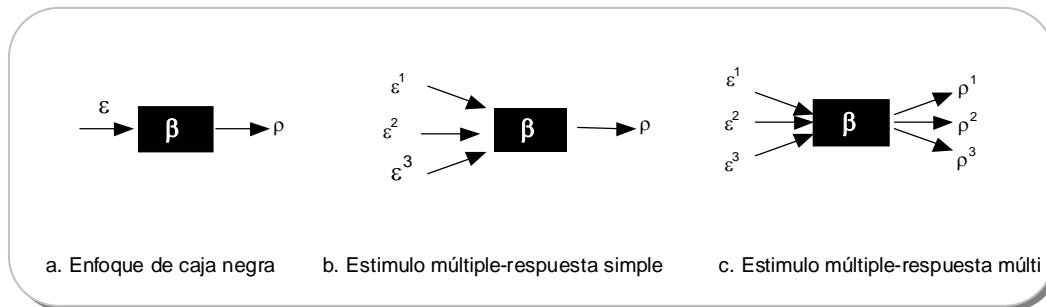 ε
β
ρ
ε1
ε2
ε3
β
ρ
ε1
ε2
ε3
β
ρ1
ρ2
ρ3
a. Enfoque de caja negra
b. Estimulo múltiple-respuesta simple
c. Estimulo múltiple-respuesta múlti